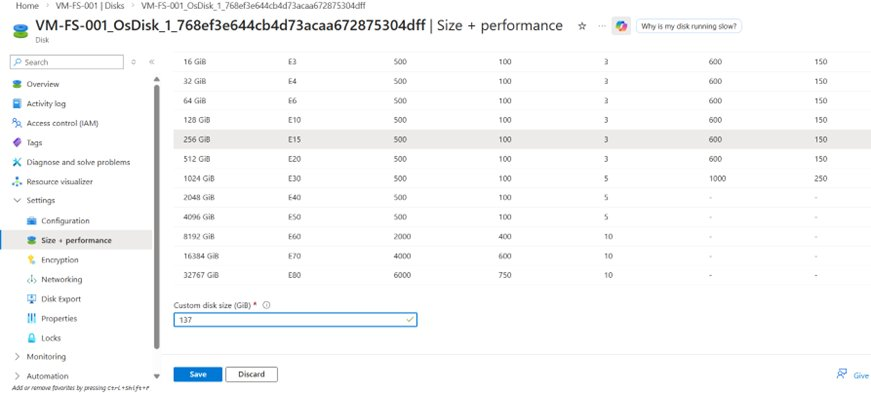 Home > VM-FS-001 | Disks > VM-FS-001_OsDisk_1_768ef3e644cb4d73acaa672875304dff
VM-FS-001_OsDisk_1_768ef3e644cb4d73acaa672875304dff | Size + performance ☆ ... Why is my disk running slow?
Disk
Search
Overview
Activity log
Access control (IAM)
Tags
Diagnose and solve problems
Resource visualizer
Settings
Configuration
Size + performance
Encryption
Networking
Disk Export
Properties
Locks
Monitoring
Automation
Add or remove favorites by pressing Ctrl+Shift+F
16 GiB E3 500 100 3 600 150
32 GiB E4 500 100 3 600 150
64 GiB E6 500 100 3 600 150
128 GiB E10 500 100 3 600 150
256 GiB E15 500 100 3 600 150
512 GiB E20 500 100 3 600 150
1024 GiB E30 500 100 5 1000 250
2048 GiB E40 500 100 5 - -
4096 GiB E50 500 100 5 - -
8192 GiB E60 2000 400 10 - -
16384 GiB E70 4000 600 10 - -
32767 GiB E80 6000 750 10 - -
Custom disk size (GiB) *
137
Save Discard
Give